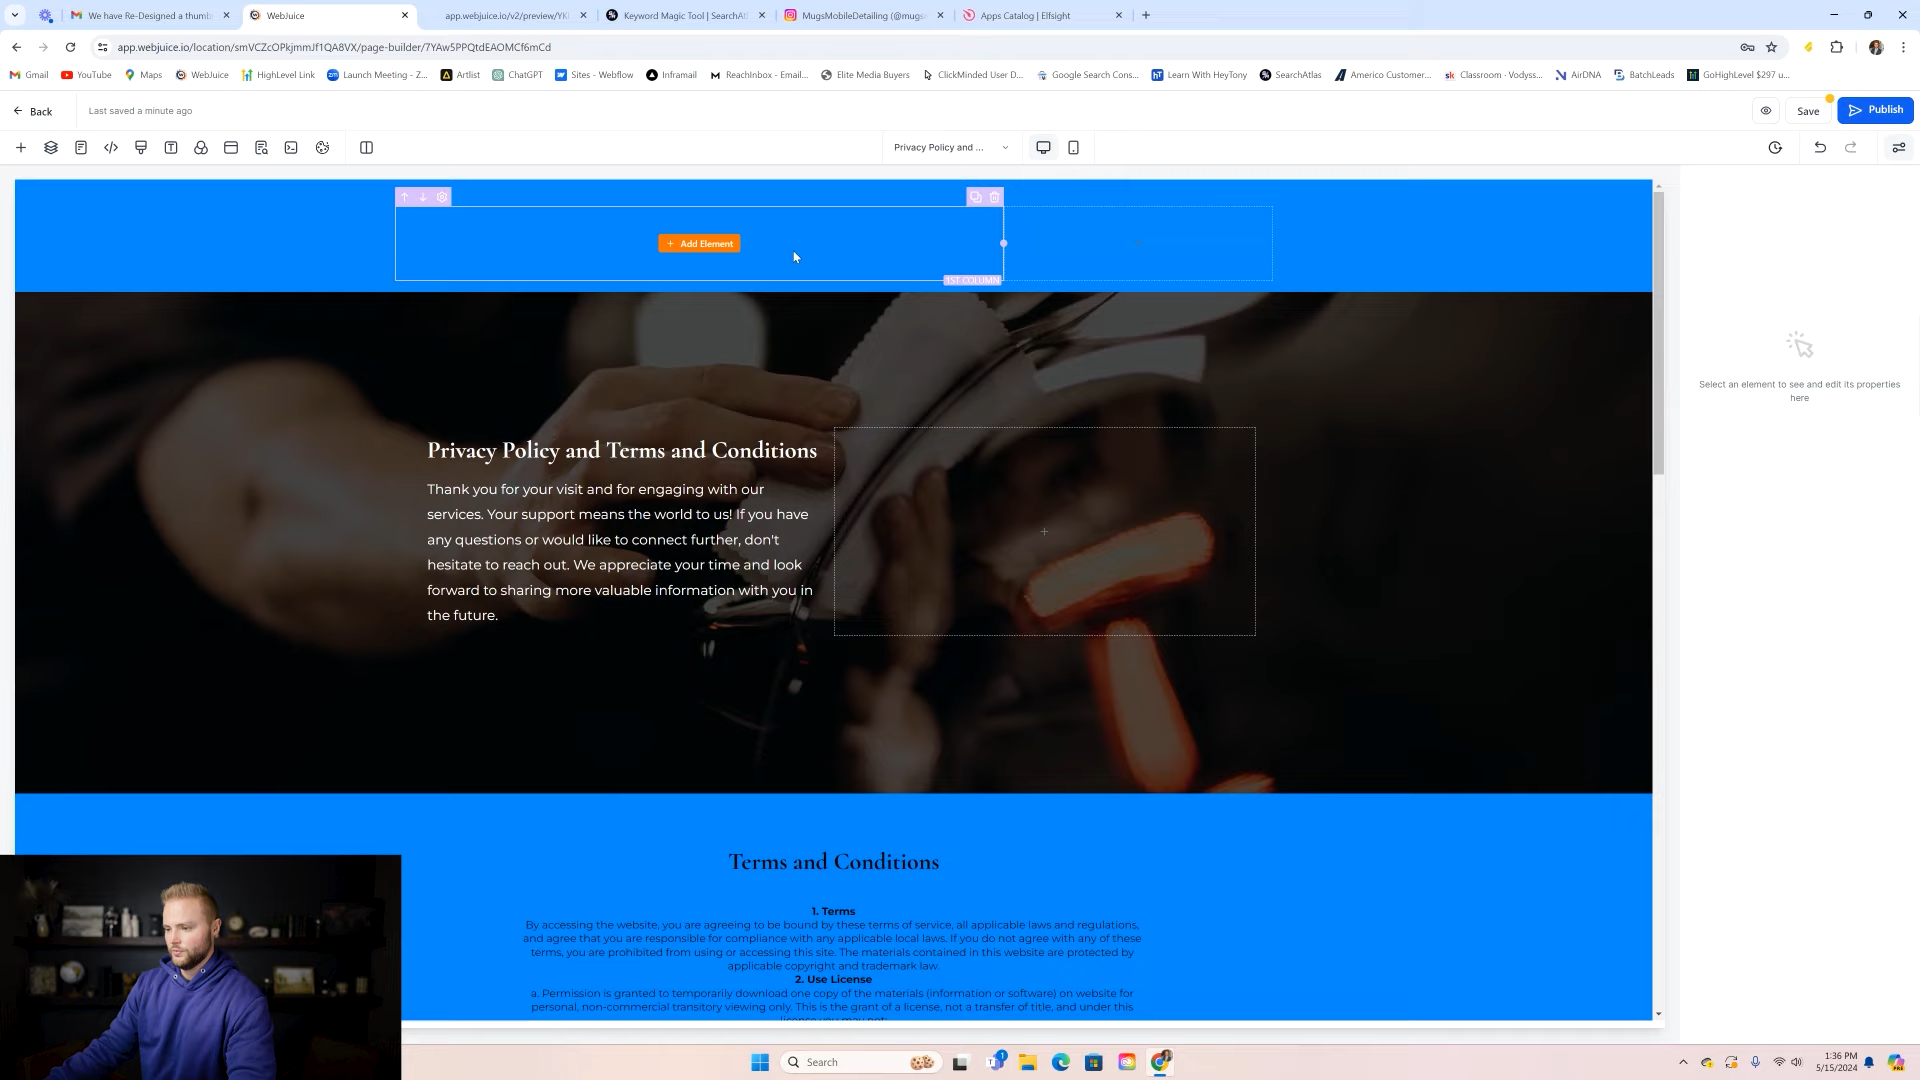 We have Re-Designed a thumb
WebJuice
app.webjuice.io/v2/preview/YK
Keyword Magic Tool | SearchAt
MugsMobileDetailing (@mugs
Apps Catalog | Elfsight
app.webjuice.io/location/smVCZcOPkjmmJf1QA8VX/page-builder/7YAw5PPQtdEAOMCf6mCd
Gmail
YouTube
Maps
WebJuice
HighLevel Link
Launch Meeting - Z...
Artlist
ChatGPT
Sites - Webflow
Inframail
ReachInbox - Email...
Elite Media Buyers
ClickMinded User D...
Google Search Cons...
Learn With HeyTony
SearchAtlas
Americo Customer...
Classroom - Vodyss...
AirDNA
BatchLeads
GoHighLevel $297 u...
Back
Last saved a minute ago
Save
Publish
Privacy Policy and ...
+ Add Element
1ST COLUMN
Select an element to see and edit its properties
here
Privacy Policy and Terms and Conditions
Thank you for your visit and for engaging with our
services. Your support means the world to us! If you have
any questions or would like to connect further, don't
hesitate to reach out. We appreciate your time and look
forward to sharing more valuable information with you in
the future.
Terms and Conditions
1. Terms
By accessing the website, you are agreeing to be bound by these terms of service, all applicable laws and regulations,
and agree that you are responsible for compliance with any applicable local laws. If you do not agree with any of these
terms, you are prohibited from using or accessing this site. The materials contained in this website are protected by
applicable copyright and trademark law.
2. Use License
a. Permission is granted to temporarily download one copy of the materials (information or software) on website for
personal, non-commercial transitory viewing only. This is the grant of a license, not a transfer of title, and under this
license you may not:
Search
1
1:36 PM
5/15/2024